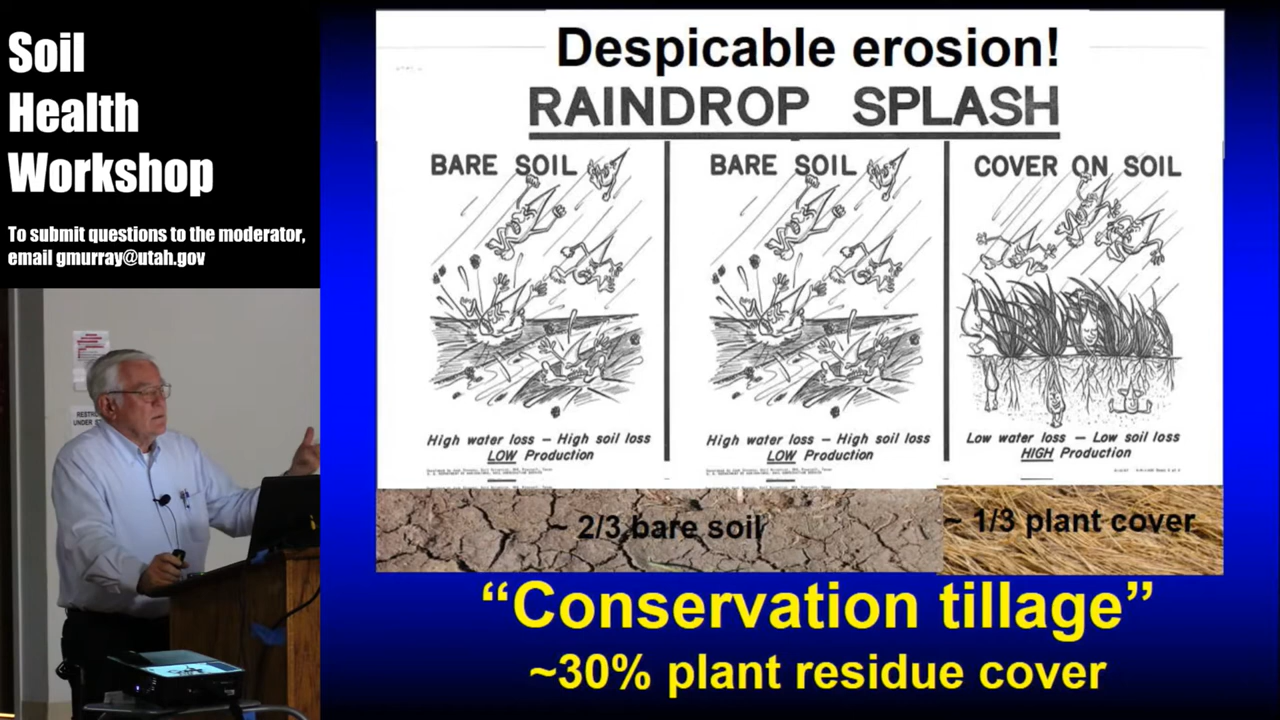 Soil
Health
Workshop
To submit questions to the moderator,
email gmurray@utah.gov
RESTR
UNDER
Despicable erosion!
RAINDROP SPLASH
BARE SOIL
High water loss – High soil loss
LOW Production
BARE SOIL
High water loss – High soil loss
LOW Production
COVER ON SOIL
Low water loss – Low soil loss
HIGH Production
~ 2/3 bare soil
~ 1/3 plant cover
“Conservation tillage”
~30% plant residue cover